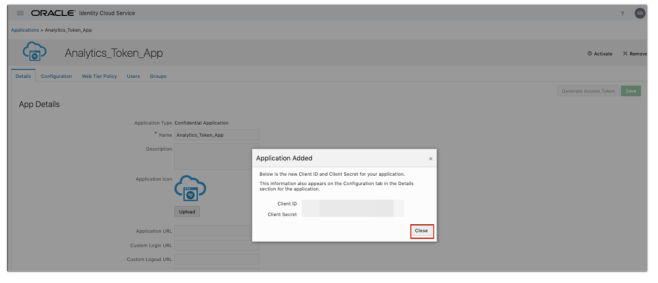 ORACLE Identity Cloud Service ?
Applications > Analytics_Token_App
Analytics_Token_App
Activate × Remove
Details Configuration Web Tier Policy Users Groups
Generate Access Token Save
App Details
Application Type Confidential Application
* Name Analytics_Token_App
Description
Application Icon
Upload
Application URL
Custom Login URL
Custom Logout URL
Application Added ×
Below is the new Client ID and Client Secret for your application.
This information also appears on the Configuration tab in the Details
section for the application.
Client ID
Client Secret
Close